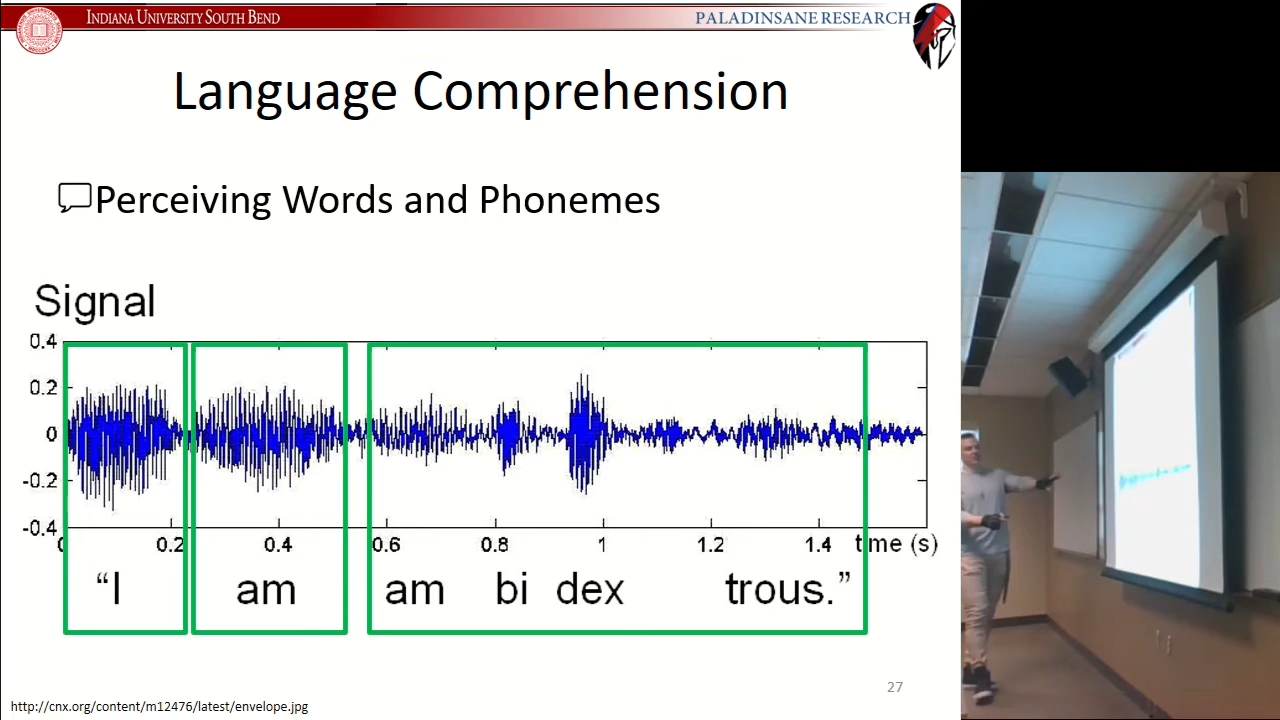 INDIANA UNIVERSITY SOUTH BEND
PALADINSANE RESEARCH
Language Comprehension
Perceiving Words and Phonemes
Signal
0.4
0.2
0
-0.2
-0.4
0 0.2 0.4 0.6 0.8 1 1.2 1.4 time (s)
“I am am bi dex trous.”
27
http://cnx.org/content/m12476/latest/envelope.jpg